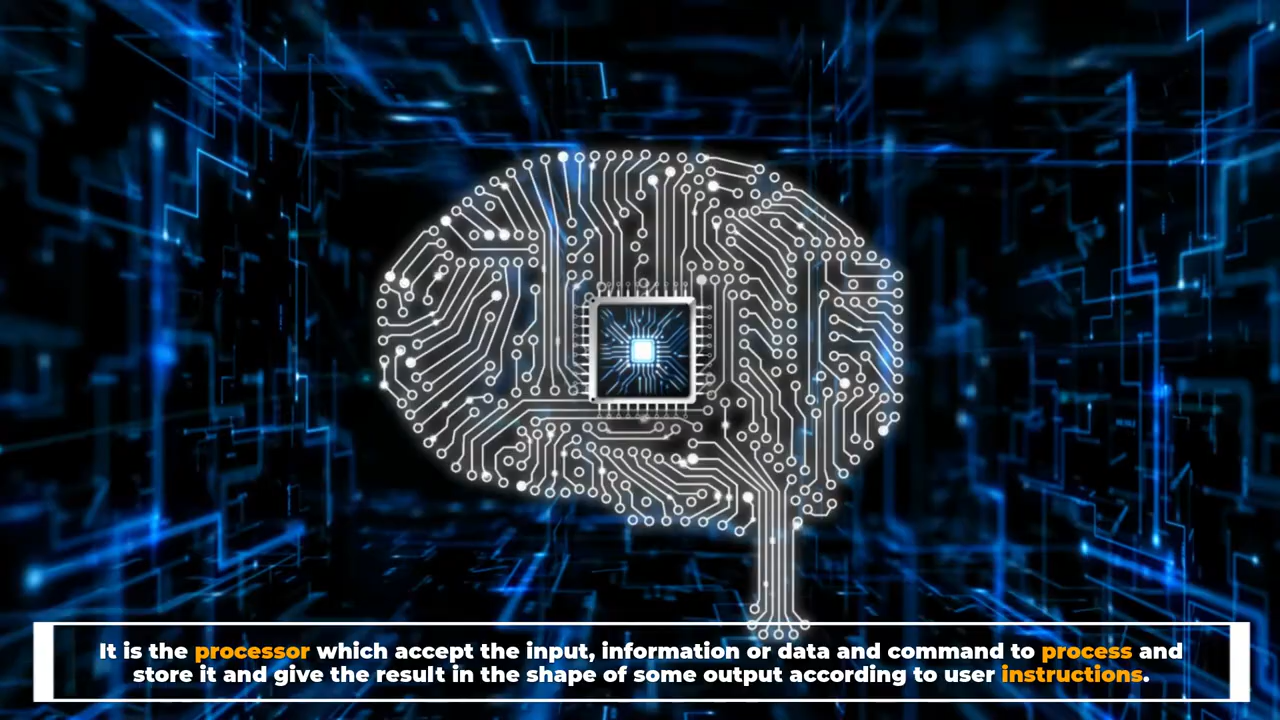 It is the processor which accept the input, information or data and command to process and
store it and give the result in the shape of some output according to user instructions.